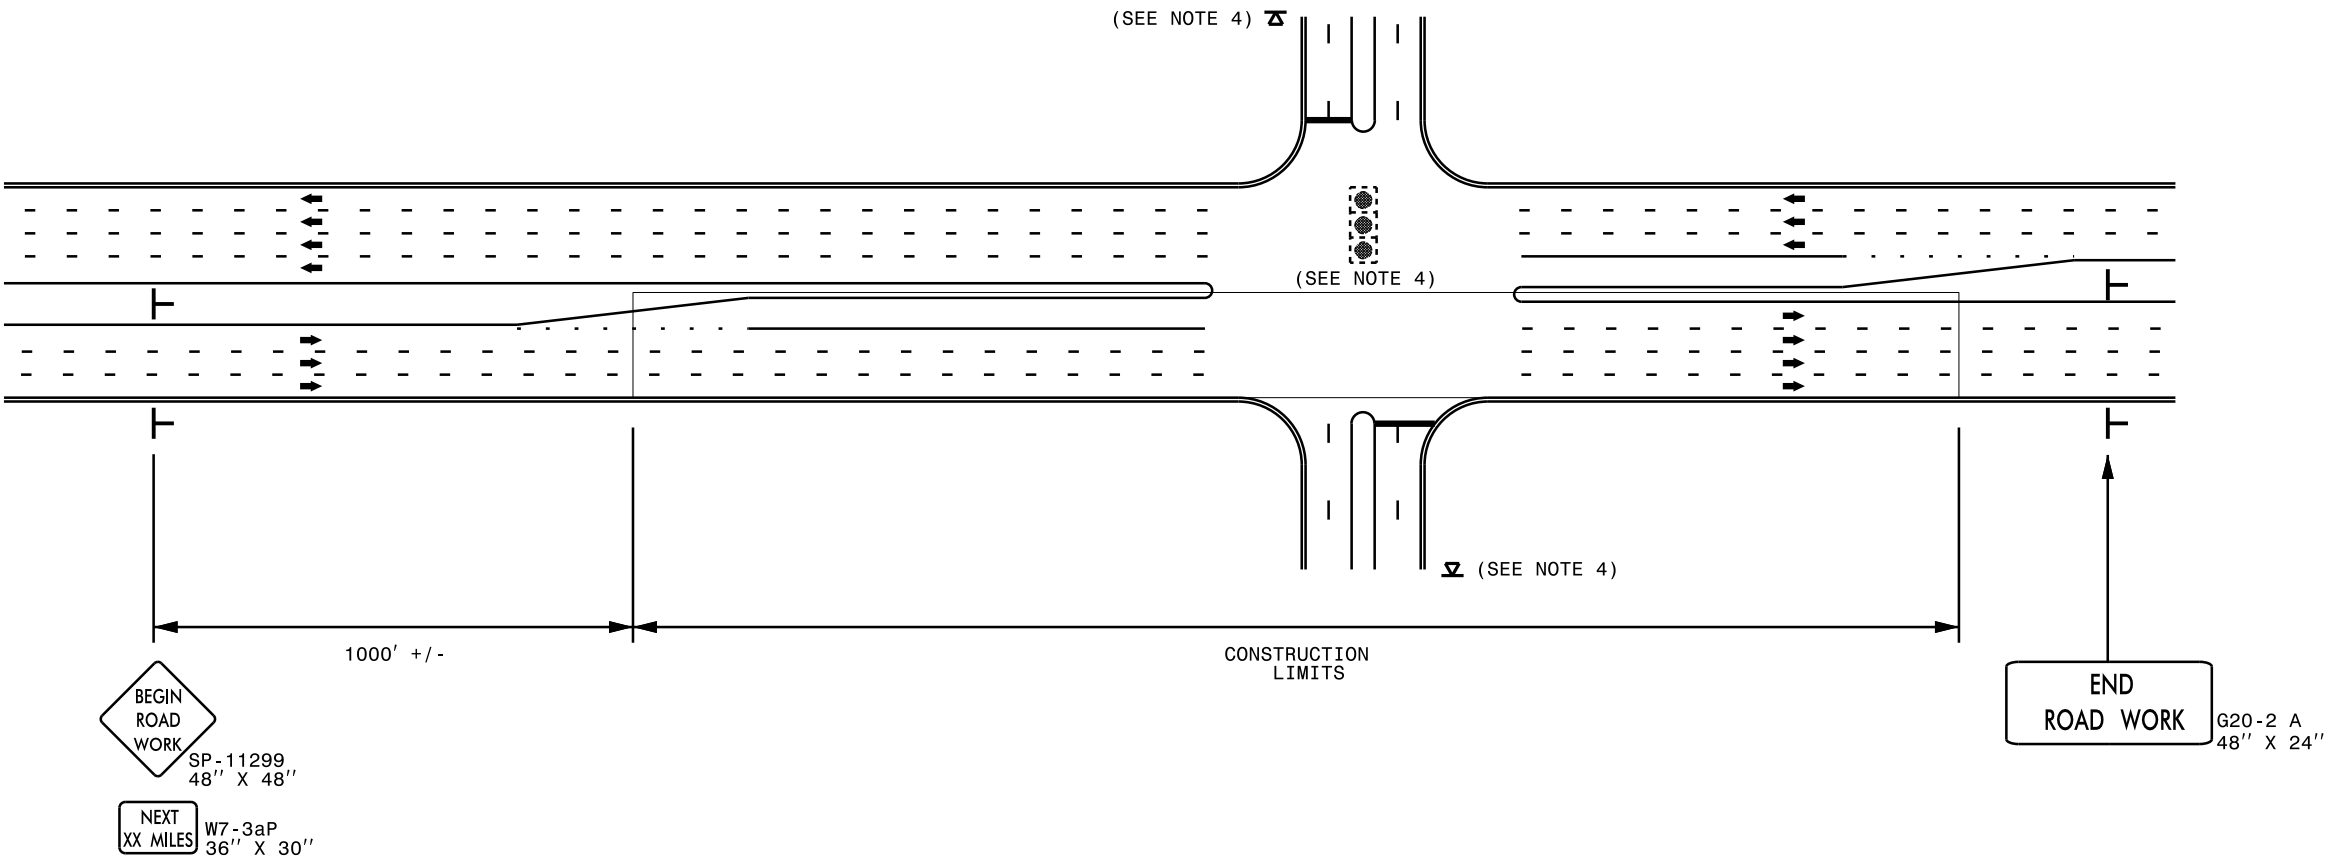 (SEE NOTE 4)
(SEE NOTE 4)
(SEE NOTE 4)
1000' +/-
CONSTRUCTION
LIMITS
BEGIN
ROAD
WORK
SP-11299
48'' X 48''
END
ROAD WORK
G20-2 A
48'' X 24''
NEXT
XX MILES
W7-3aP
36'' X 30''